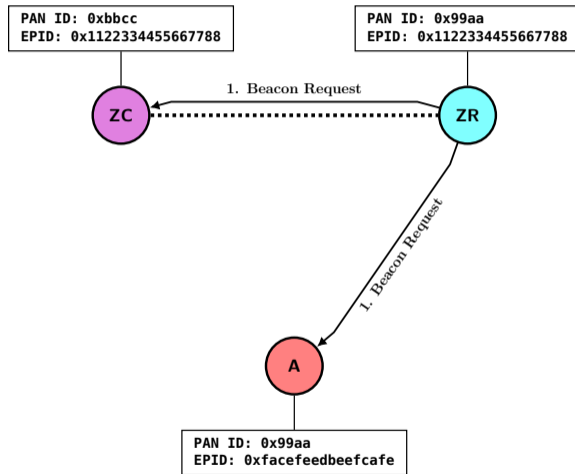 PAN ID: 0xbbcc
EPID: 0x1122334455667788
PAN ID: 0x99aa
EPID: 0x1122334455667788
1. Beacon Request
ZC
ZR
1. Beacon Request
A
PAN ID: 0x99aa
EPID: 0xfacefeedbeefcafe